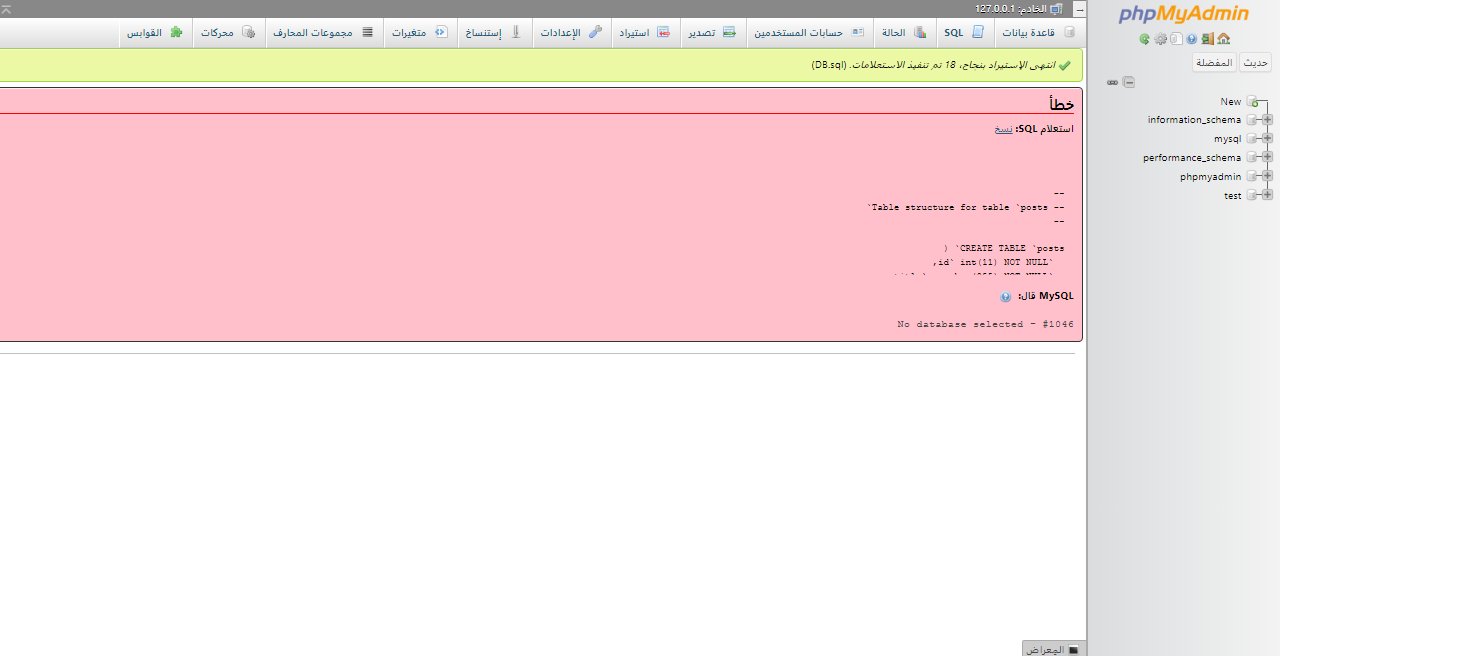 الخادم: 127.0.0.1
قاعدة بيانات
SQL
الحالة
حسابات المستخدمين
تصدير
استيراد
الإعدادات
إستنساخ
متغيرات
مجموعات المحارف
محركات
القوابس
انتهى الإستيراد بنجاح، 18 تم تنفيذ الاستعلامات. (DB.sql)
خطأ
استعلام SQL: نسخ
--
-- Table structure for table `posts`
--
CREATE TABLE `posts` (
`id` int(11) NOT NULL,
MySQL قال:
#1046 - No database selected
المعراض
phpMyAdmin
حديث المفضلة
New
information_schema
mysql
performance_schema
phpmyadmin
test